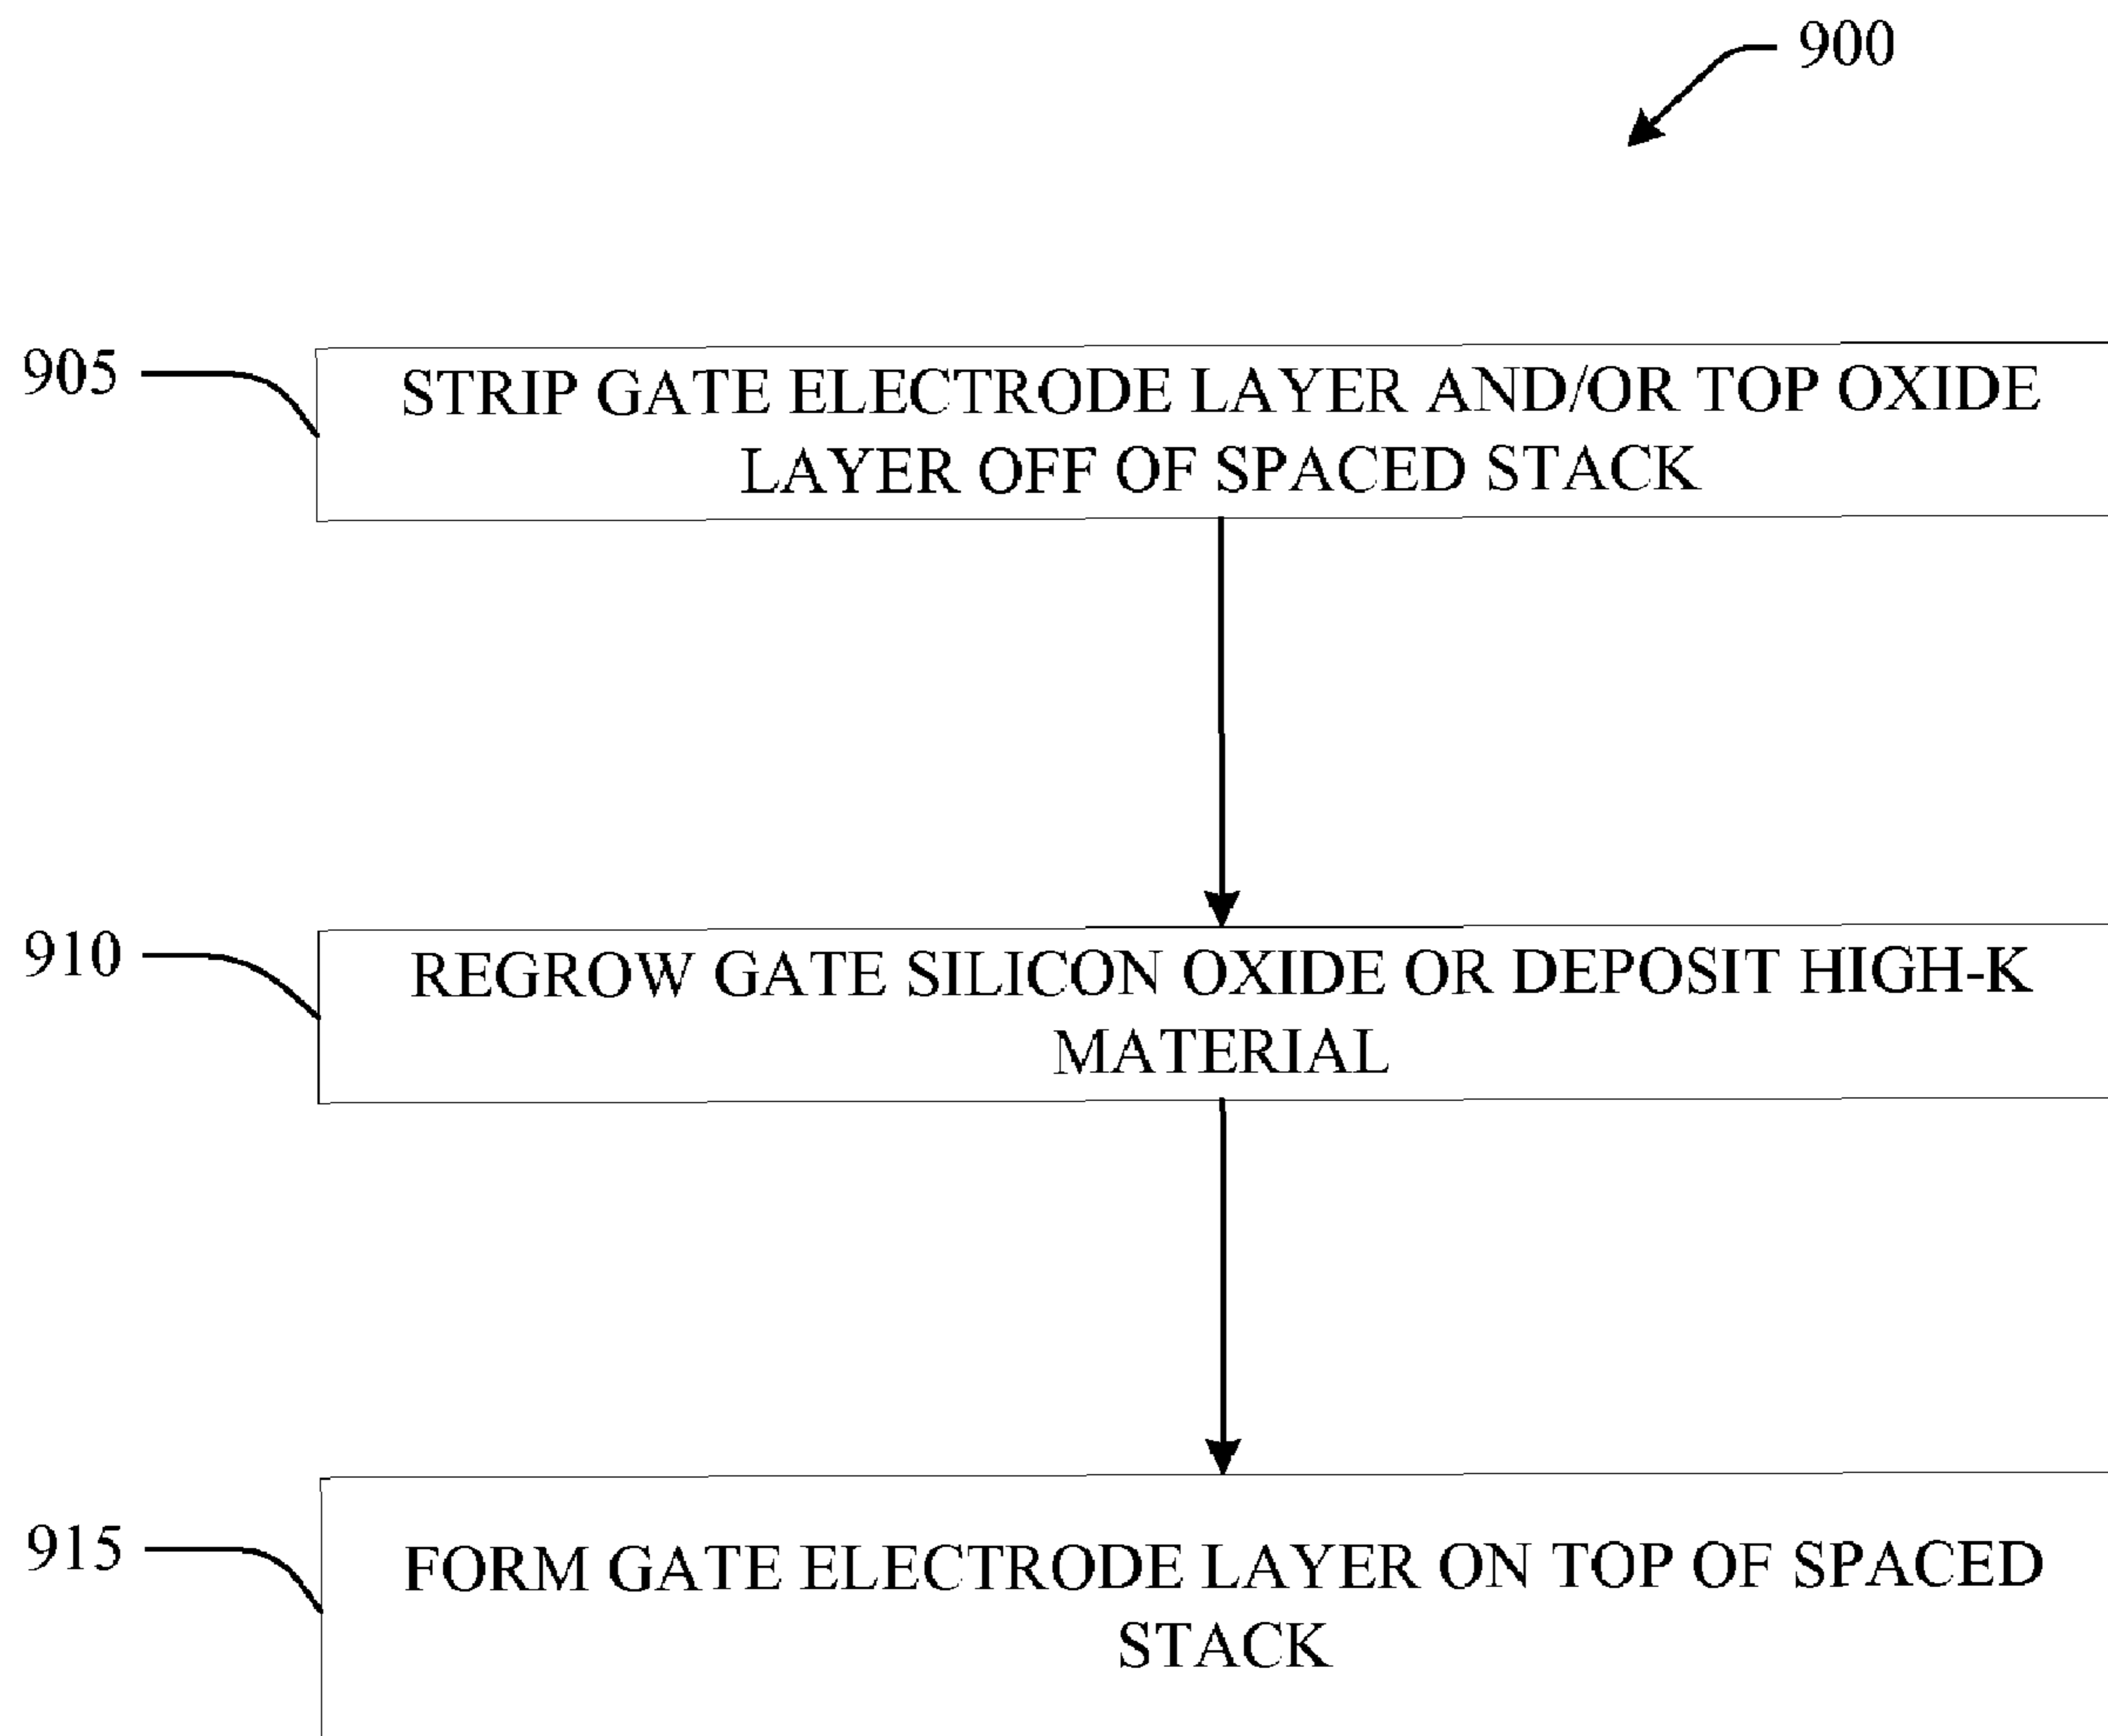 900
905
STRIP GATE ELECTRODE LAYER AND/OR TOP OXIDE
LAYER OFF OF SPACED STACK
910
REGROW GATE SILICON OXIDE OR DEPOSIT HIGH-K
MATERIAL
915
FORM GATE ELECTRODE LAYER ON TOP OF SPACED
STACK